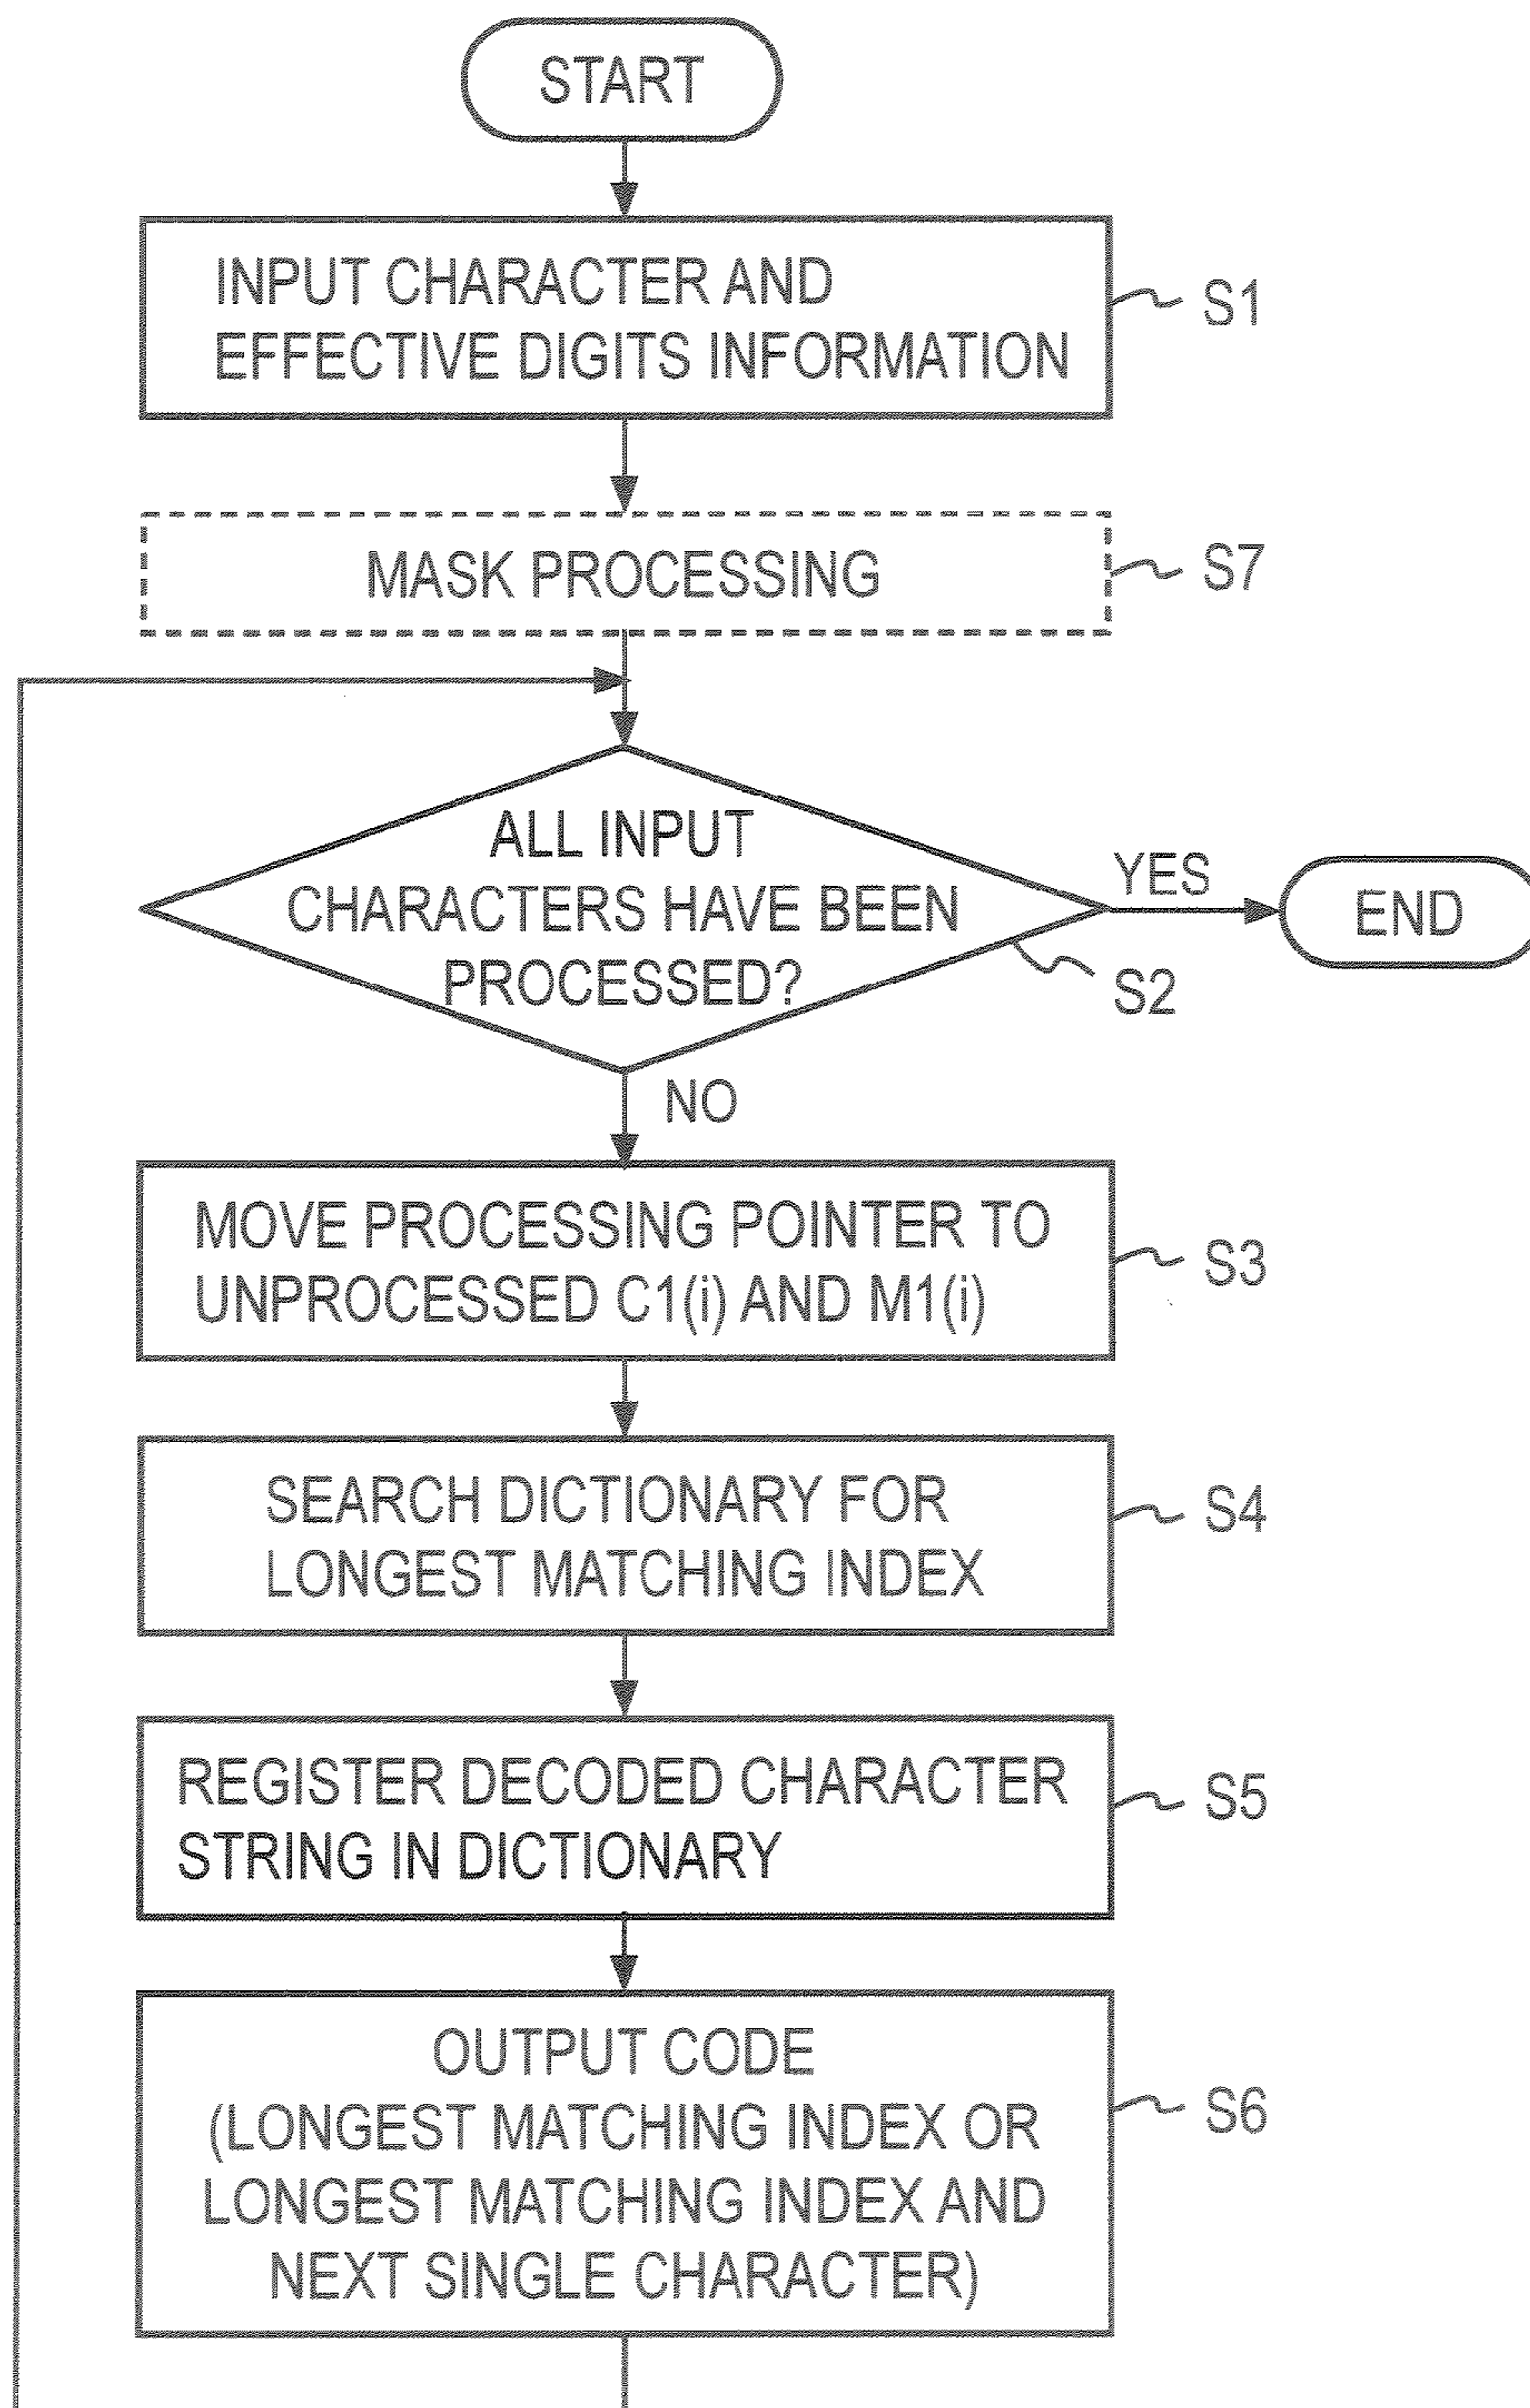 START
INPUT CHARACTER AND
EFFECTIVE DIGITS INFORMATION
S1
MASK PROCESSING
S7
ALL INPUT
CHARACTERS HAVE BEEN
PROCESSED?
YES
END
S2
NO
MOVE PROCESSING POINTER TO
UNPROCESSED C1(i) AND M1(i)
S3
SEARCH DICTIONARY FOR
LONGEST MATCHING INDEX
S4
REGISTER DECODED CHARACTER
STRING IN DICTIONARY
S5
OUTPUT CODE
(LONGEST MATCHING INDEX OR
LONGEST MATCHING INDEX AND
NEXT SINGLE CHARACTER)
S6